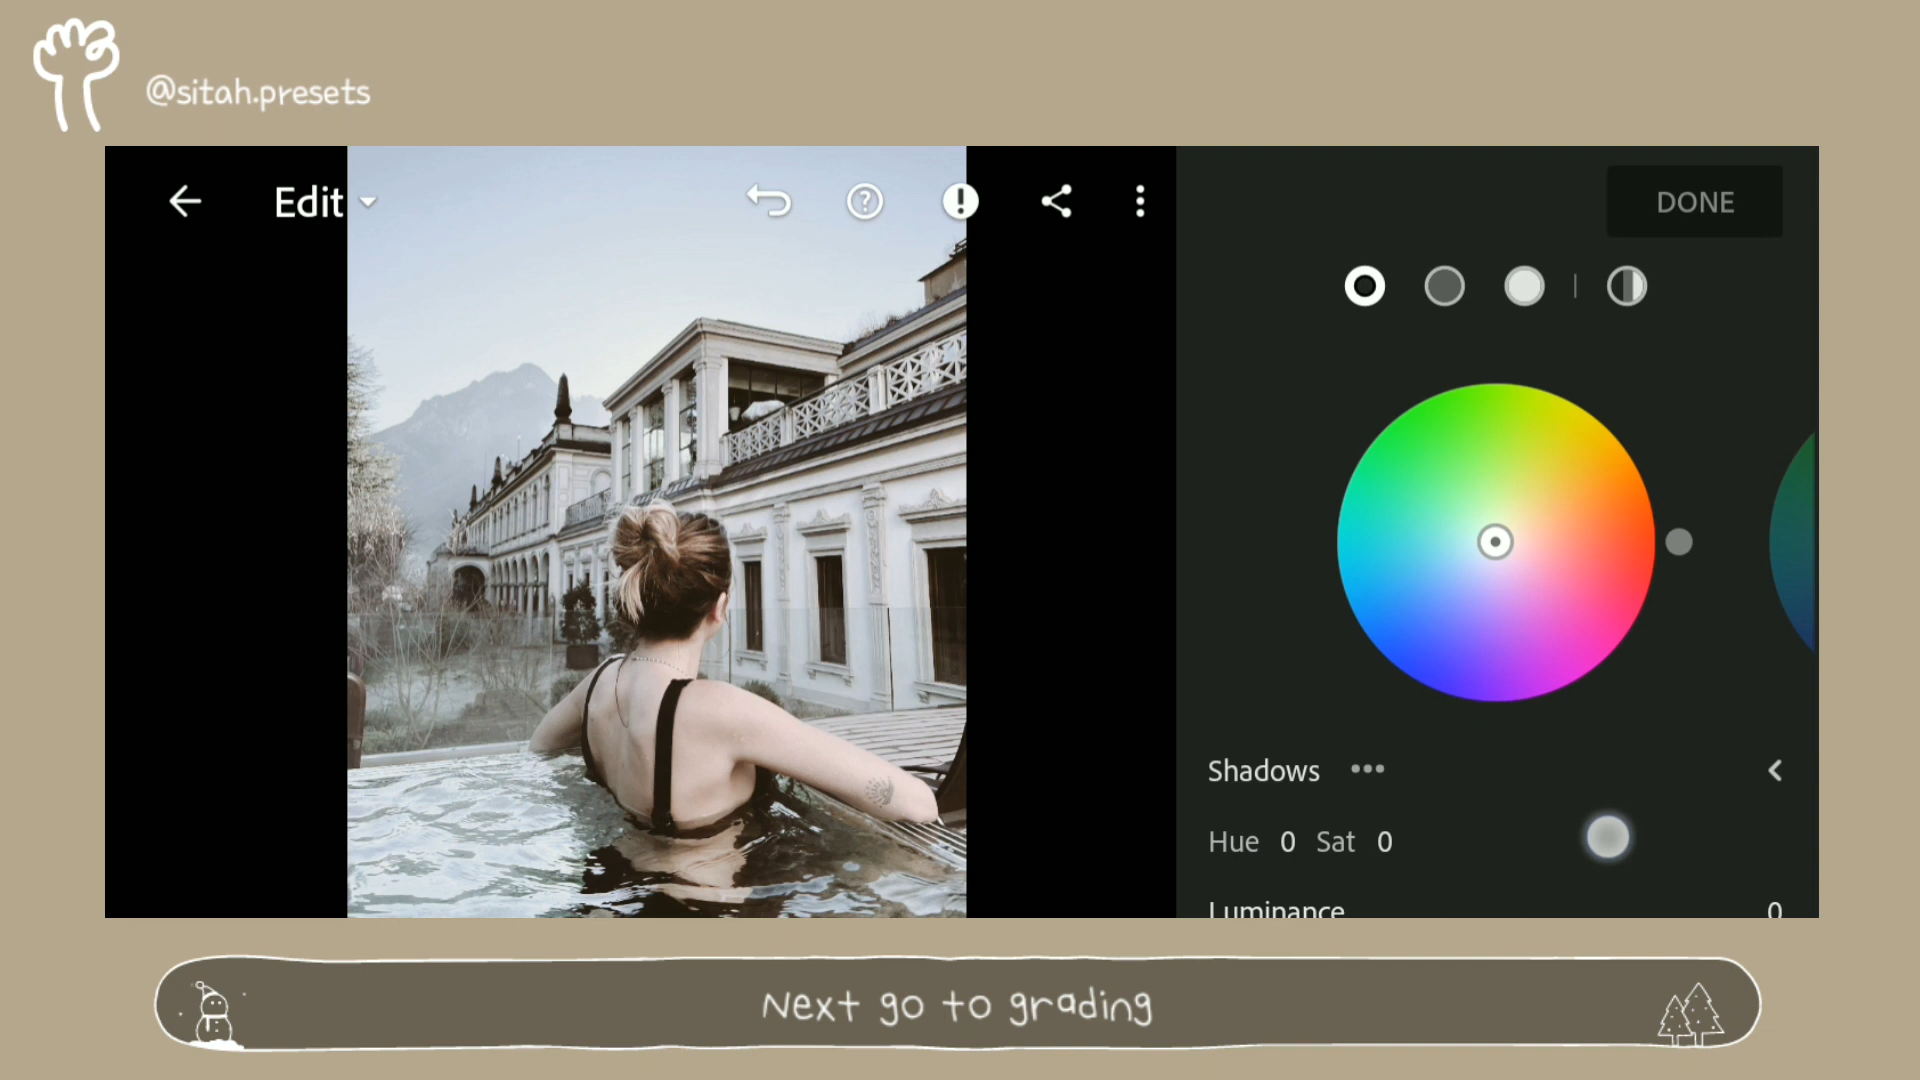 @sitah.presets
Edit
DONE
Shadows
Hue 0 Sat 0
Luminance 0
Next go to grading